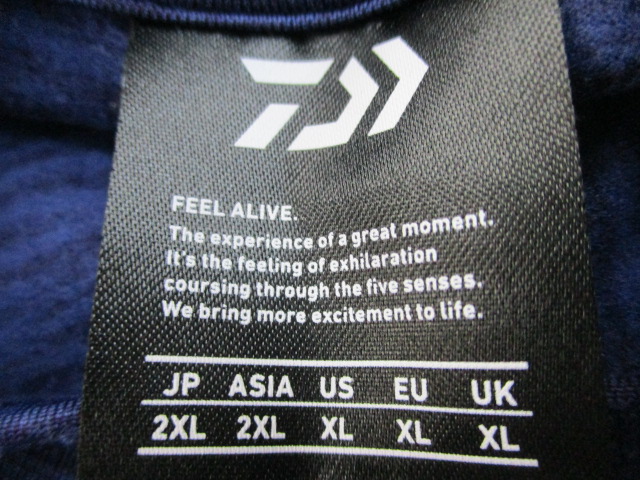 FEEL ALIVE.
The experience of a great moment.
It's the feeling of exhilaration
coursing through the five senses.
We bring more excitement to life.
JP ASIA US EU UK
2XL 2XL XL XL XL